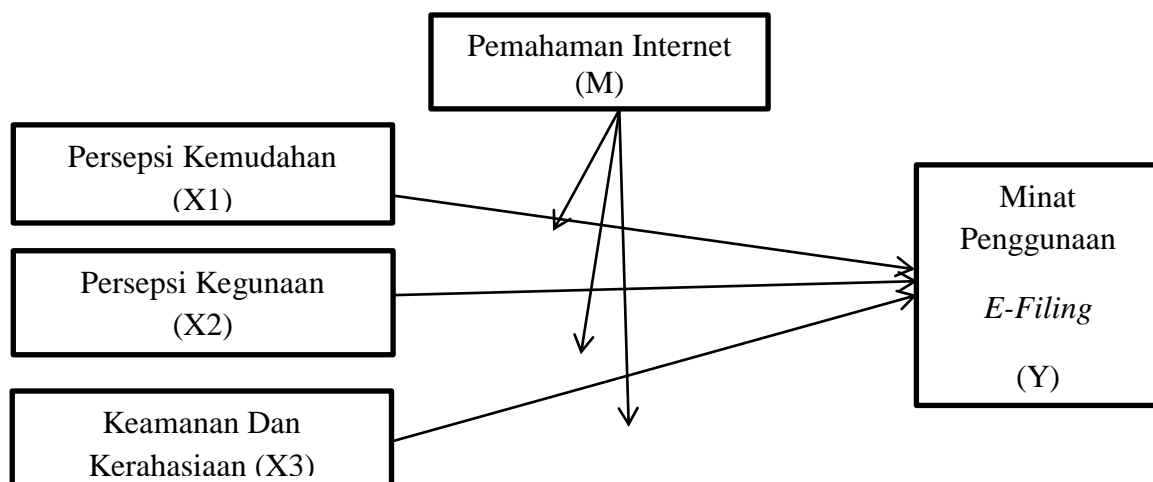 Pemahaman Internet
(M)
Persepsi Kemudahan
(X1)
Persepsi Kegunaan
(X2)
Keamanan Dan
Kerahasiaan (X3)
Minat
Penggunaan
E-Filing
(Y)